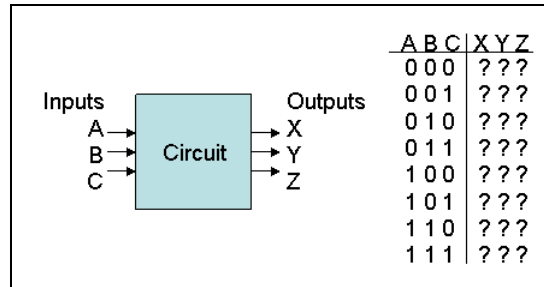 Inputs
A
B
C
Circuit
Outputs
X
Y
Z
A B C X Y Z
0 0 0 ? ? ?
0 0 1 ? ? ?
0 1 0 ? ? ?
0 1 1 ? ? ?
1 0 0 ? ? ?
1 0 1 ? ? ?
1 1 0 ? ? ?
1 1 1 ? ? ?